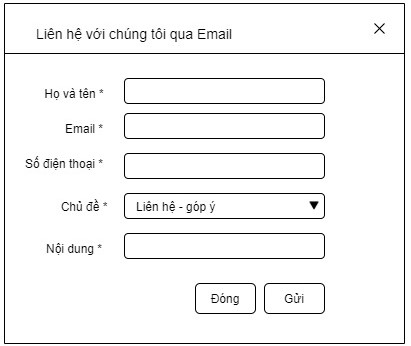 Liên hệ với chúng tôi qua Email
Họ và tên *
Email *
Số điện thoại *
Chủ đề * Liên hệ - góp ý
Nội dung *
Đóng Gửi